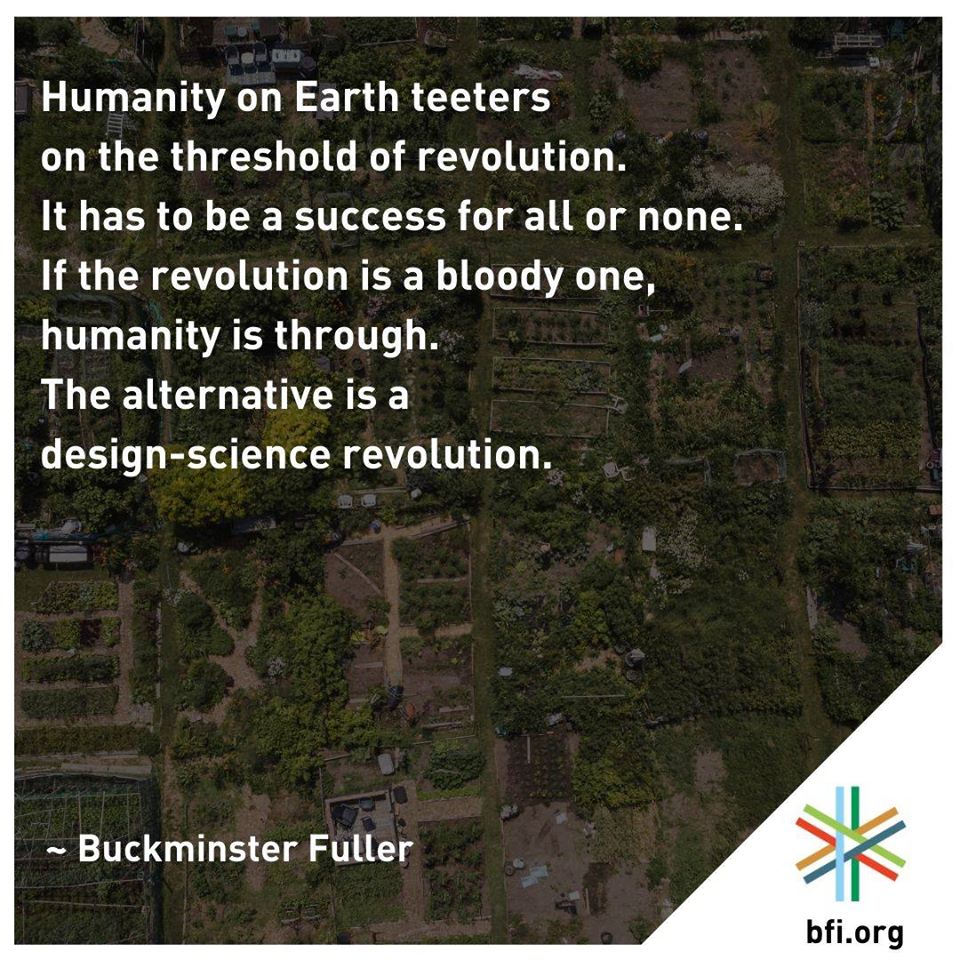 Humanity on Earth teeters
on the threshold of revolution.
It has to be a success for all or none.
If the revolution is a bloody one,
humanity is through.
The alternative is a
design-science revolution.
~ Buckminster Fuller
bfi.org